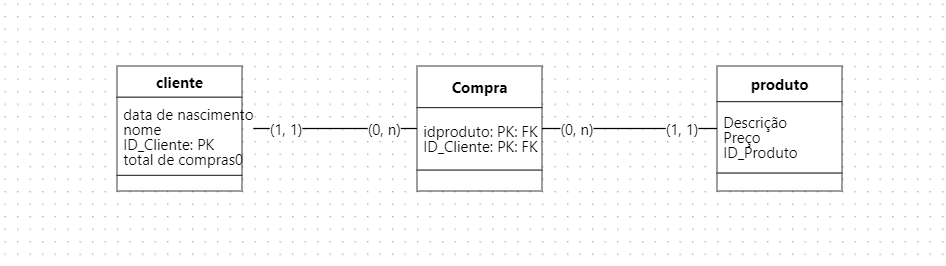 cliente
data de nascimento
nome
ID_Cliente: PK
total de compras0
(1, 1)
(0, n)
Compra
idproduto: PK: FK
ID_Cliente: PK: FK
(0, n)
(1, 1)
produto
Descrição
Preço
ID_Produto